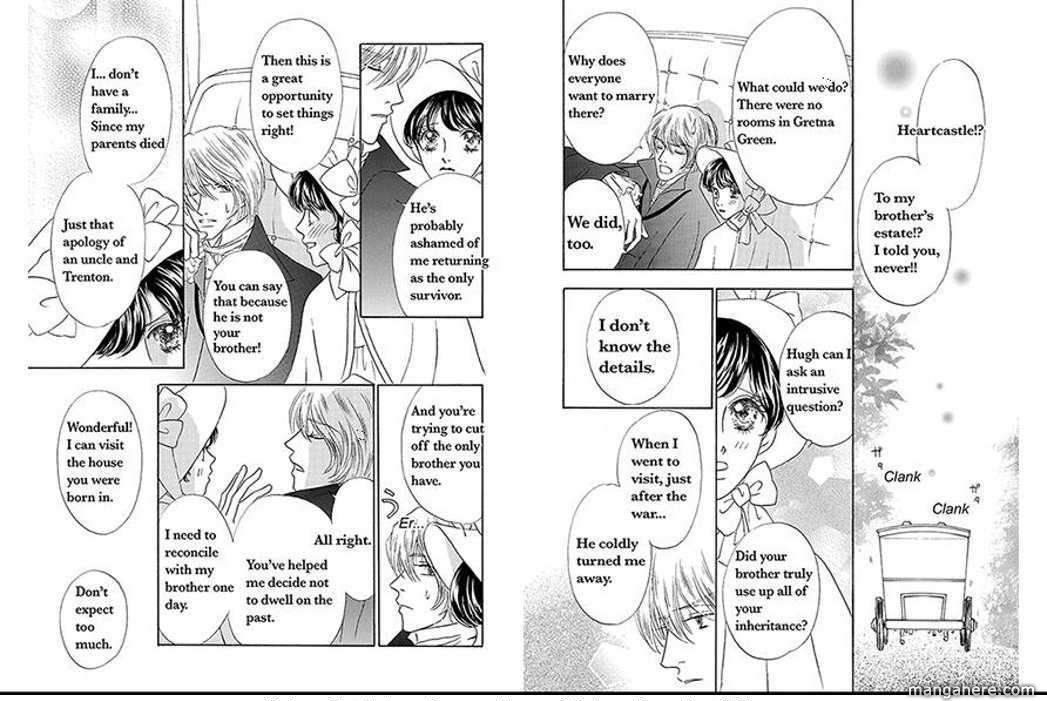 Heartcastle!?
To my
brother's
estate!?
I told you,
never!!
Clank
Clank
What could we do?
There were no
rooms in Gretna
Green.
Why does
everyone
want to marry
there?
We did,
too.
Hugh can I
ask an
intrusive
question?
Did your
brother truly
use up all of
your
inheritance?
I don't
know the
details.
When I
went to
visit, just
after the
war...
He coldly
turned me
away.
He's
probably
ashamed of
me returning
as the only
survivor.
Then this is
a great
opportunity
to set things
right!
You can say
that because
he is not
your
brother!
I... don't
have a
family...
Since my
parents died
Just that
apology of
an uncle and
Trenton.
And you're
trying to cut
off the only
brother you
have.
Er...
All right.
You've helped
me decide not
to dwell on the
past.
I need to
reconcile
with my
brother one
day.
Wonderful!
I can visit
the house
you were
born in.
Don't
expect
too
much.
mangahere.com